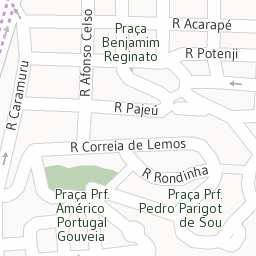 R Acarapé
Praça
Benjamim
Reginato
R Potenji
R Afonso Celso
R Caramuru
R Pajeú
R Correia de Lemos
R Rondinha
Praça Prf.
Américo
Portugal
Gouveia
Praça Prf.
Pedro Parigot
de Sou